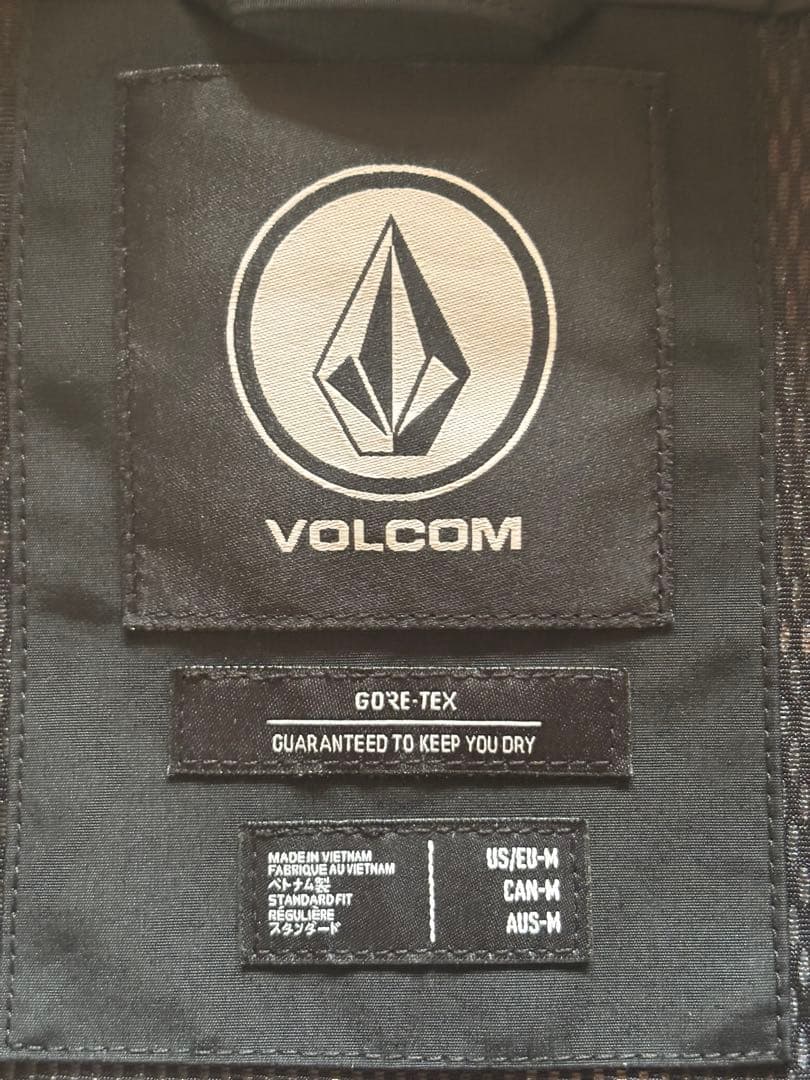 VOLCOM
GORE-TEX
GUARANTEED TO KEEP YOU DRY
MADE IN VIETNAM
FABRIQUE AU VIETNAM
ベトナム製
STANDARD FIT
RÉGULIÈRE
スタンダード
US/EU-M
CAN-M
AUS-M